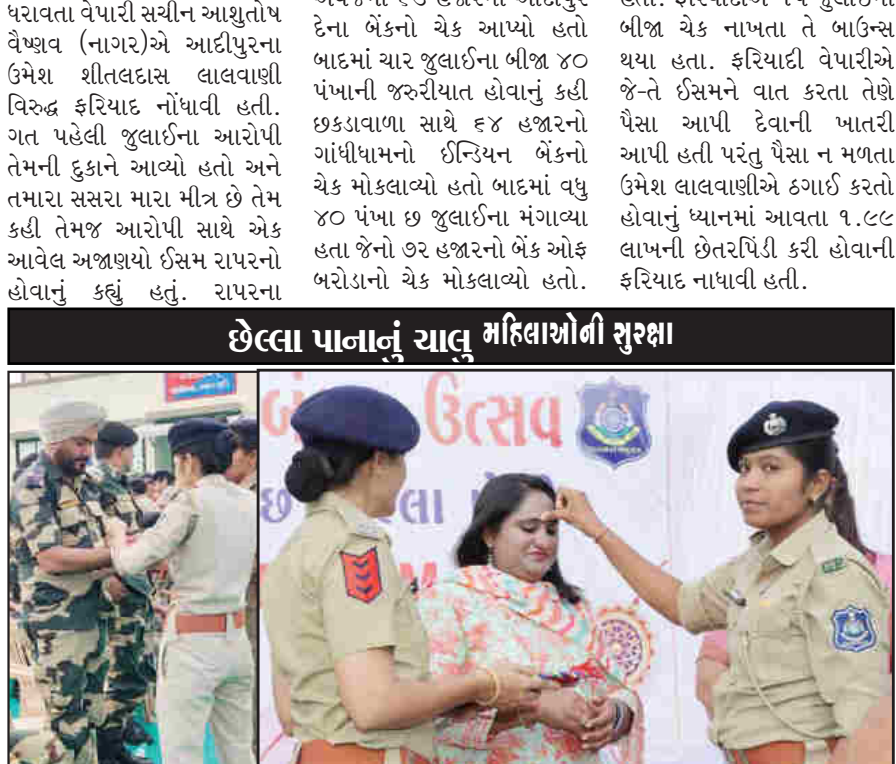 ધરાવતા વેપારી સચીન આશુતોષ
વૈષ્ણવ (નાગર)એ આદીપુરના
ઉમેશ શીતલદાસ લાલવાણી
વિરુદ્ધ ફરિયાદ નોંધાવી હતી.
ગત પહેલી જુલાઈના આરોપી
તેમની દુકાને આવ્યો હતો અને
તમારા સસરા મારા મીત્ર છે તેમ
કહી તેમજ આરોપી સાથે એક
આવેલ અજાણયો ઈસમ રાપરનો
હોવાનું કહ્યું હતું. રાપરના
દેના બેંકનો ચેક આપ્યો હતો
બાદમાં ચાર જુલાઈના બીજા ૪૦
પંખાની જરુરીયાત હોવાનું કહી
છકડાવાળા સાથે ૬૪ હજારનો
ગાંધીધામનો ઈન્ડિયન બેંકનો
ચેક મોકલાવ્યો હતો બાદમાં વધુ
૪૦ પંખા છ જુલાઈના મંગાવ્યા
હતા જેનો ૭ર હજારનો બેંક ઓફ
બરોડાનો ચેક મોકલાવ્યો હતો.
બીજા ચેક નાખતા તે બાઉન્સ
થયા હતા. ફરિયાદી વેપારીએ
જે-તે ઈસમને વાત કરતા તેણે
પૈસા આપી દેવાની ખાતરી
આપી હતી પરંતુ પૈસા ન મળતા
ઉમેશ લાલવાણીએ ઠગાઈ કરતો
હોવાનું ધ્યાનમાં આવતા ૧.૯૯
લાખની છેતરપિંડી કરી હોવાની
ફરિયાદ નાધાવી હતી.
છેલ્લા પાનાનું ચાલુ મહિલાઓની સુરક્ષા
ઉત્સવ